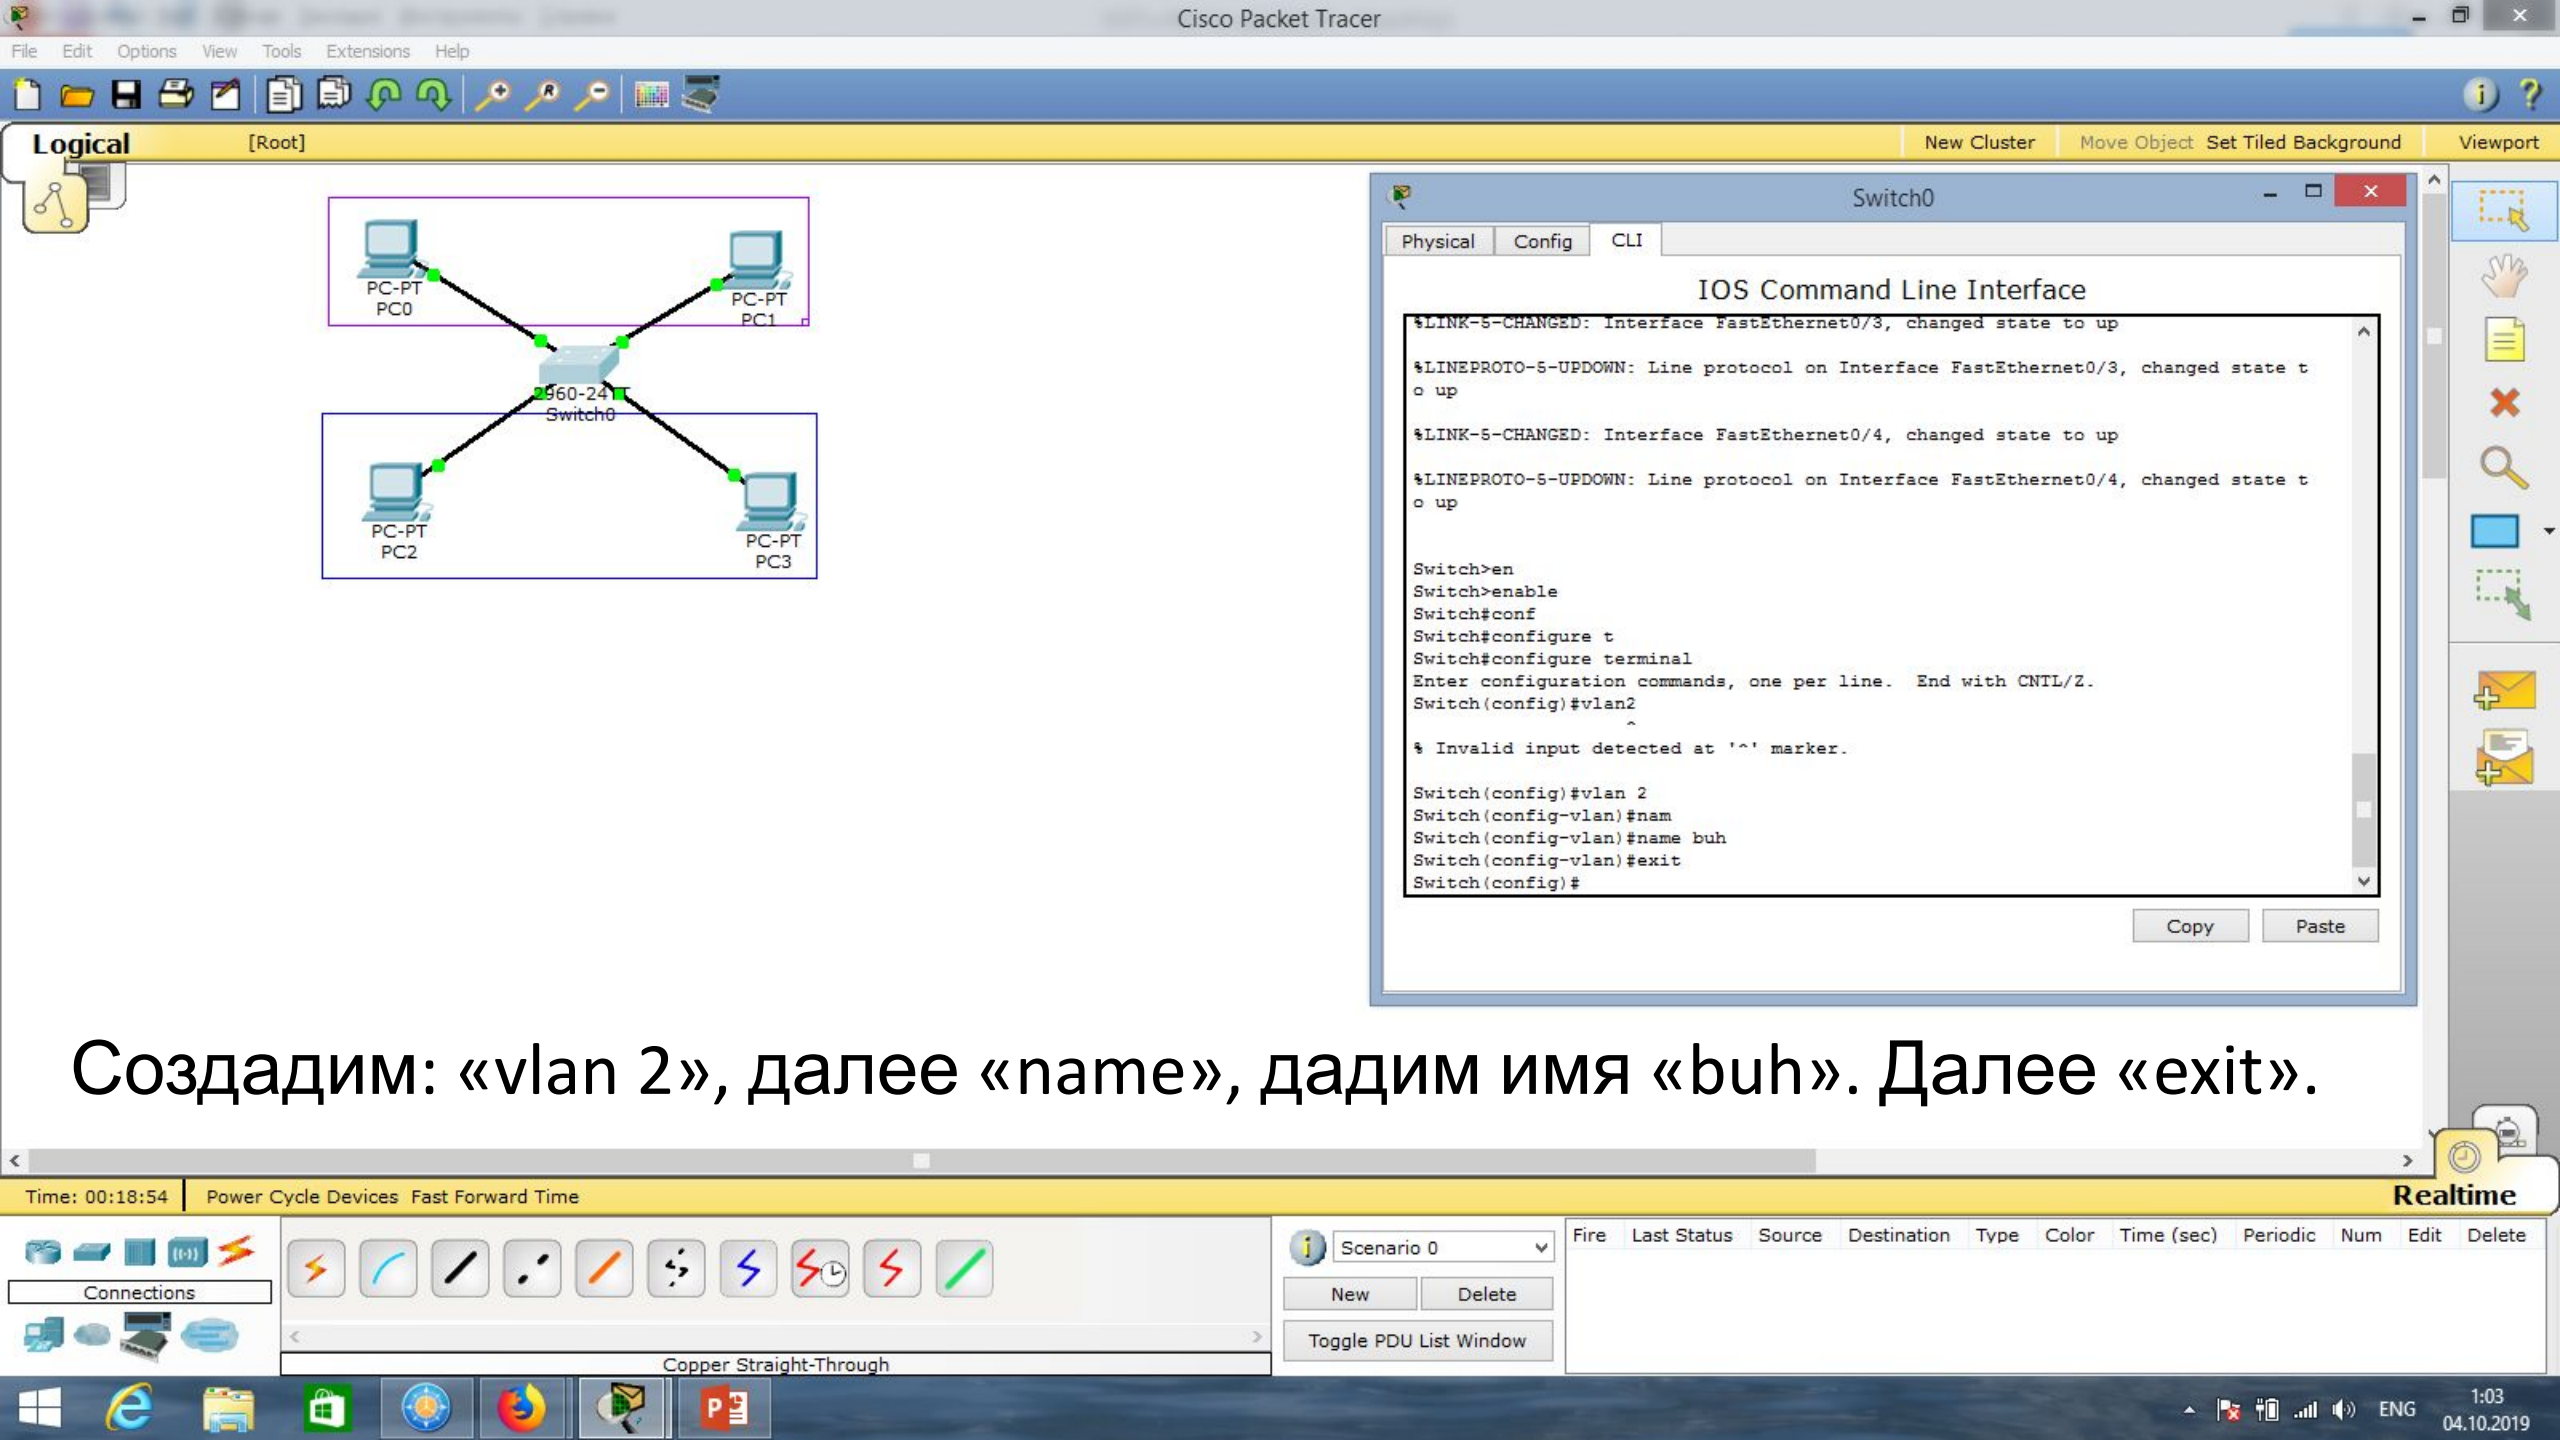 Cisco Packet Tracer
File Edit Options View Tools Extensions Help
Logical [Root] New Cluster Move Object Set Tiled Background Viewport
PC-PT
PC0
PC-PT
PC1
2960-24TT
Switch0
PC-PT
PC2
PC-PT
PC3
Switch0
Physical Config CLI
IOS Command Line Interface
%LINK-5-CHANGED: Interface FastEthernet0/3, changed state to up
%LINEPROTO-5-UPDOWN: Line protocol on Interface FastEthernet0/3, changed state t
o up
%LINK-5-CHANGED: Interface FastEthernet0/4, changed state to up
%LINEPROTO-5-UPDOWN: Line protocol on Interface FastEthernet0/4, changed state t
o up
Switch>en
Switch>enable
Switch#conf
Switch#configure t
Switch#configure terminal
Enter configuration commands, one per line. End with CNTL/Z.
Switch(config)#vlan2
^
% Invalid input detected at '^' marker.
Switch(config)#vlan 2
Switch(config-vlan)#nam
Switch(config-vlan)#name buh
Switch(config-vlan)#exit
Switch(config)#
Copy Paste
Создадим: «vlan 2», далее «name», дадим имя «buh». Далее «exit».
Time: 00:18:54 Power Cycle Devices Fast Forward Time Realtime
Connections
Copper Straight-Through
Scenario 0
New Delete
Toggle PDU List Window
Fire Last Status Source Destination Type Color Time (sec) Periodic Num Edit Delete
ENG
1:03
04.10.2019